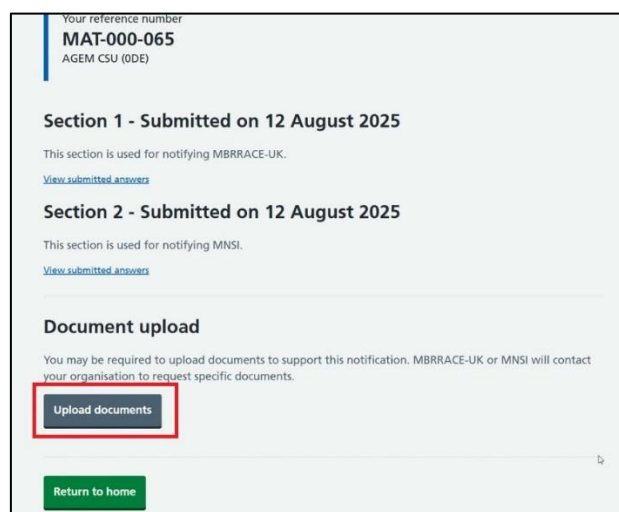 Your reference number
MAT-000-065
AGEM CSU (0DE)
Section 1 - Submitted on 12 August 2025
This section is used for notifying MBRRACE-UK.
View submitted answers
Section 2 - Submitted on 12 August 2025
This section is used for notifying MNSI.
View submitted answers
Document upload
You may be required to upload documents to support this notification. MBRRACE-UK or MNSI will contact
your organisation to request specific documents.
Upload documents
Return to home